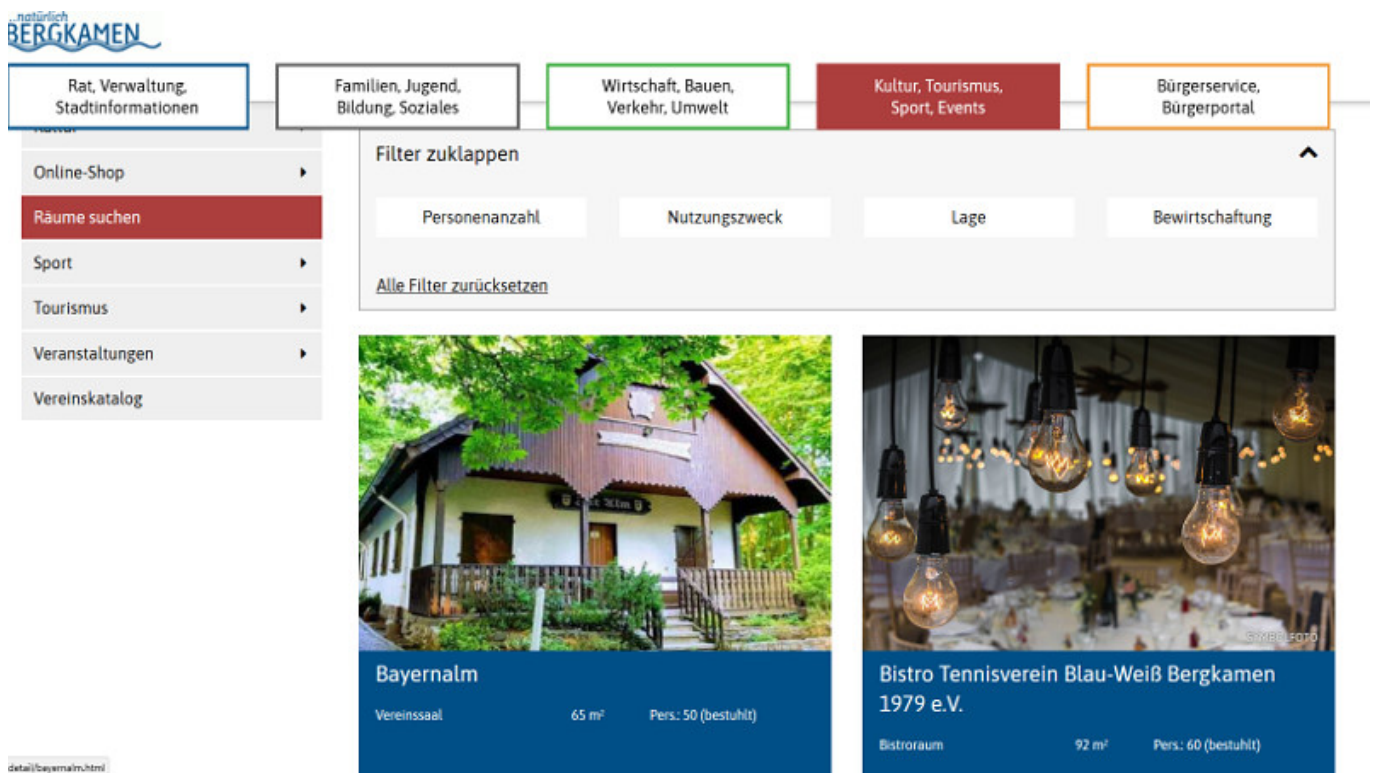 ...natürlich
BERGKAMEN
Rat, Verwaltung,
Stadtinformationen
Familien, Jugend,
Bildung, Soziales
Wirtschaft, Bauen,
Verkehr, Umwelt
Kultur, Tourismus,
Sport, Events
Bürgerservice,
Bürgerportal
Kultur
Online-Shop
Räume suchen
Sport
Tourismus
Veranstaltungen
Vereinskatalog
Filter zuklappen
Personenanzahl
Nutzungszweck
Lage
Bewirtschaftung
Alle Filter zurücksetzen
Alm
Bayernalm
Vereinssaal 65 m² Pers.: 50 (bestuhlt)
SYMBOLFOTO
Bistro Tennisverein Blau-Weiß Bergkamen
1979 e.V.
Bistroraum 92 m² Pers.: 60 (bestuhlt)
detail/bayernalm.html